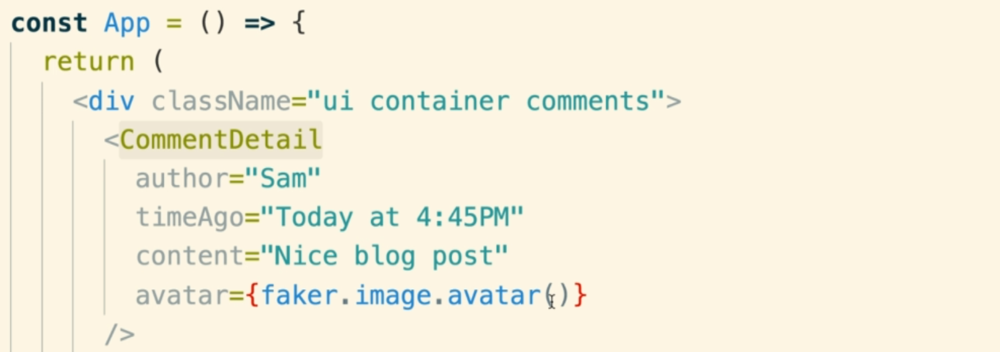 const App = () => {
return (
<div className="ui container comments">
<CommentDetail
author="Sam"
timeAgo="Today at 4:45PM"
content="Nice blog post"
avatar={faker.image.avatar()}
/>